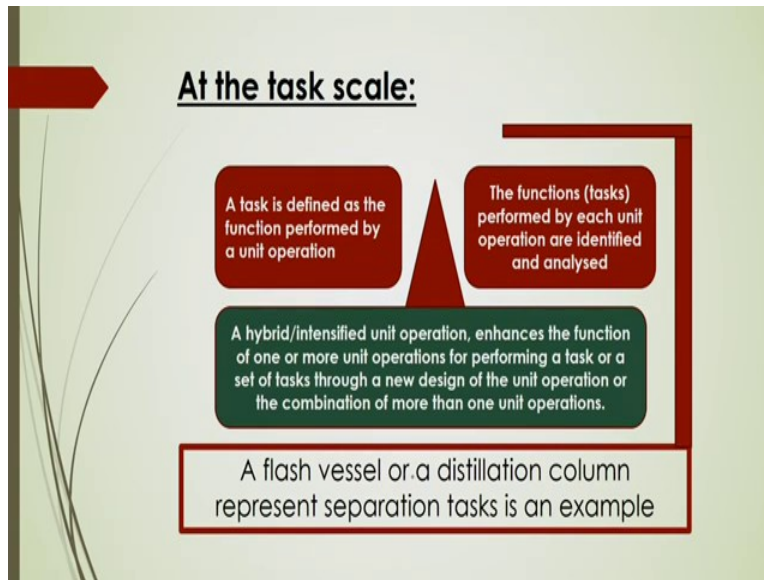 At the task scale:
A task is defined as the
function performed by
a unit operation
The functions (tasks)
performed by each unit
operation are identified
and analysed
A hybrid/intensified unit operation, enhances the function
of one or more unit operations for performing a task or a
set of tasks through a new design of the unit operation or
the combination of more than one unit operations.
A flash vessel or a distillation column
represent separation tasks is an example